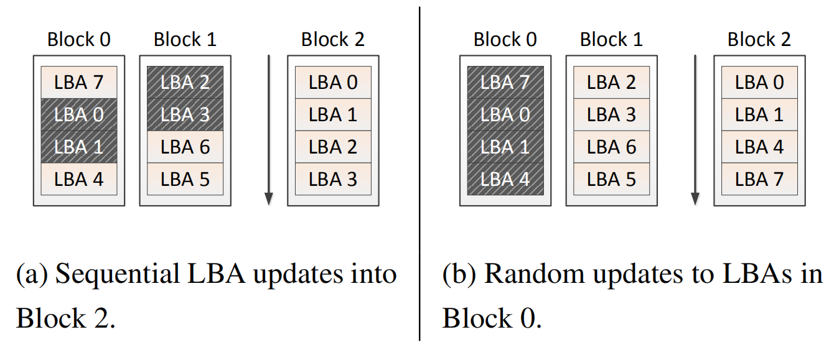 Block 0
Block 1
Block 2
LBA 7
LBA 0
LBA 1
LBA 4
LBA 2
LBA 3
LBA 6
LBA 5
LBA 0
LBA 1
LBA 2
LBA 3
(a) Sequential LBA updates into
Block 2.
Block 0
Block 1
Block 2
LBA 7
LBA 0
LBA 1
LBA 4
LBA 2
LBA 3
LBA 6
LBA 5
LBA 0
LBA 1
LBA 4
LBA 7
(b) Random updates to LBAs in
Block 0.